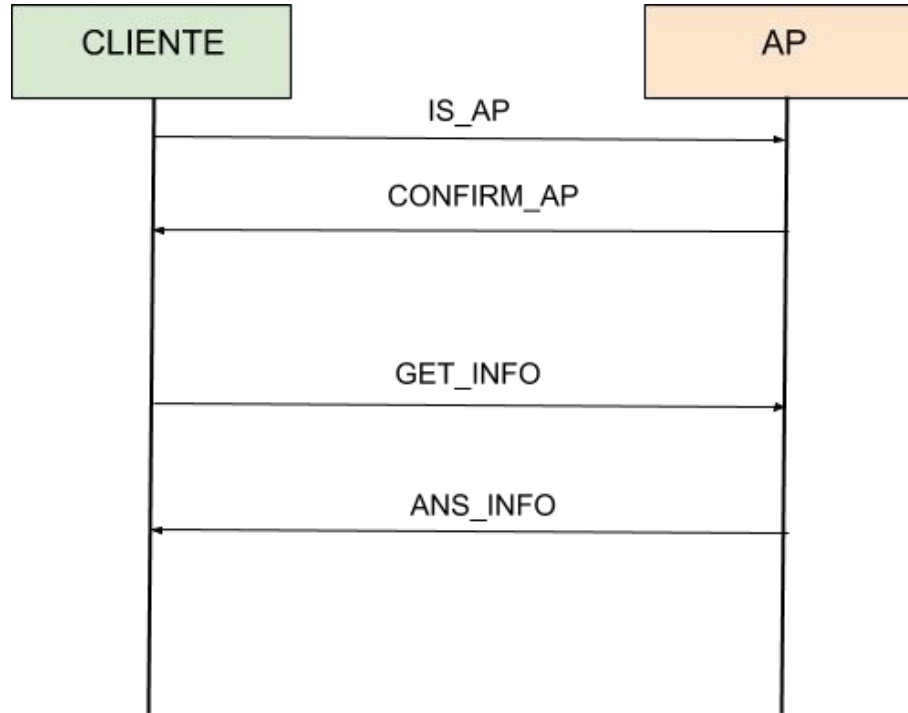 CLIENTE
AP
IS_AP
CONFIRM_AP
GET_INFO
ANS_INFO